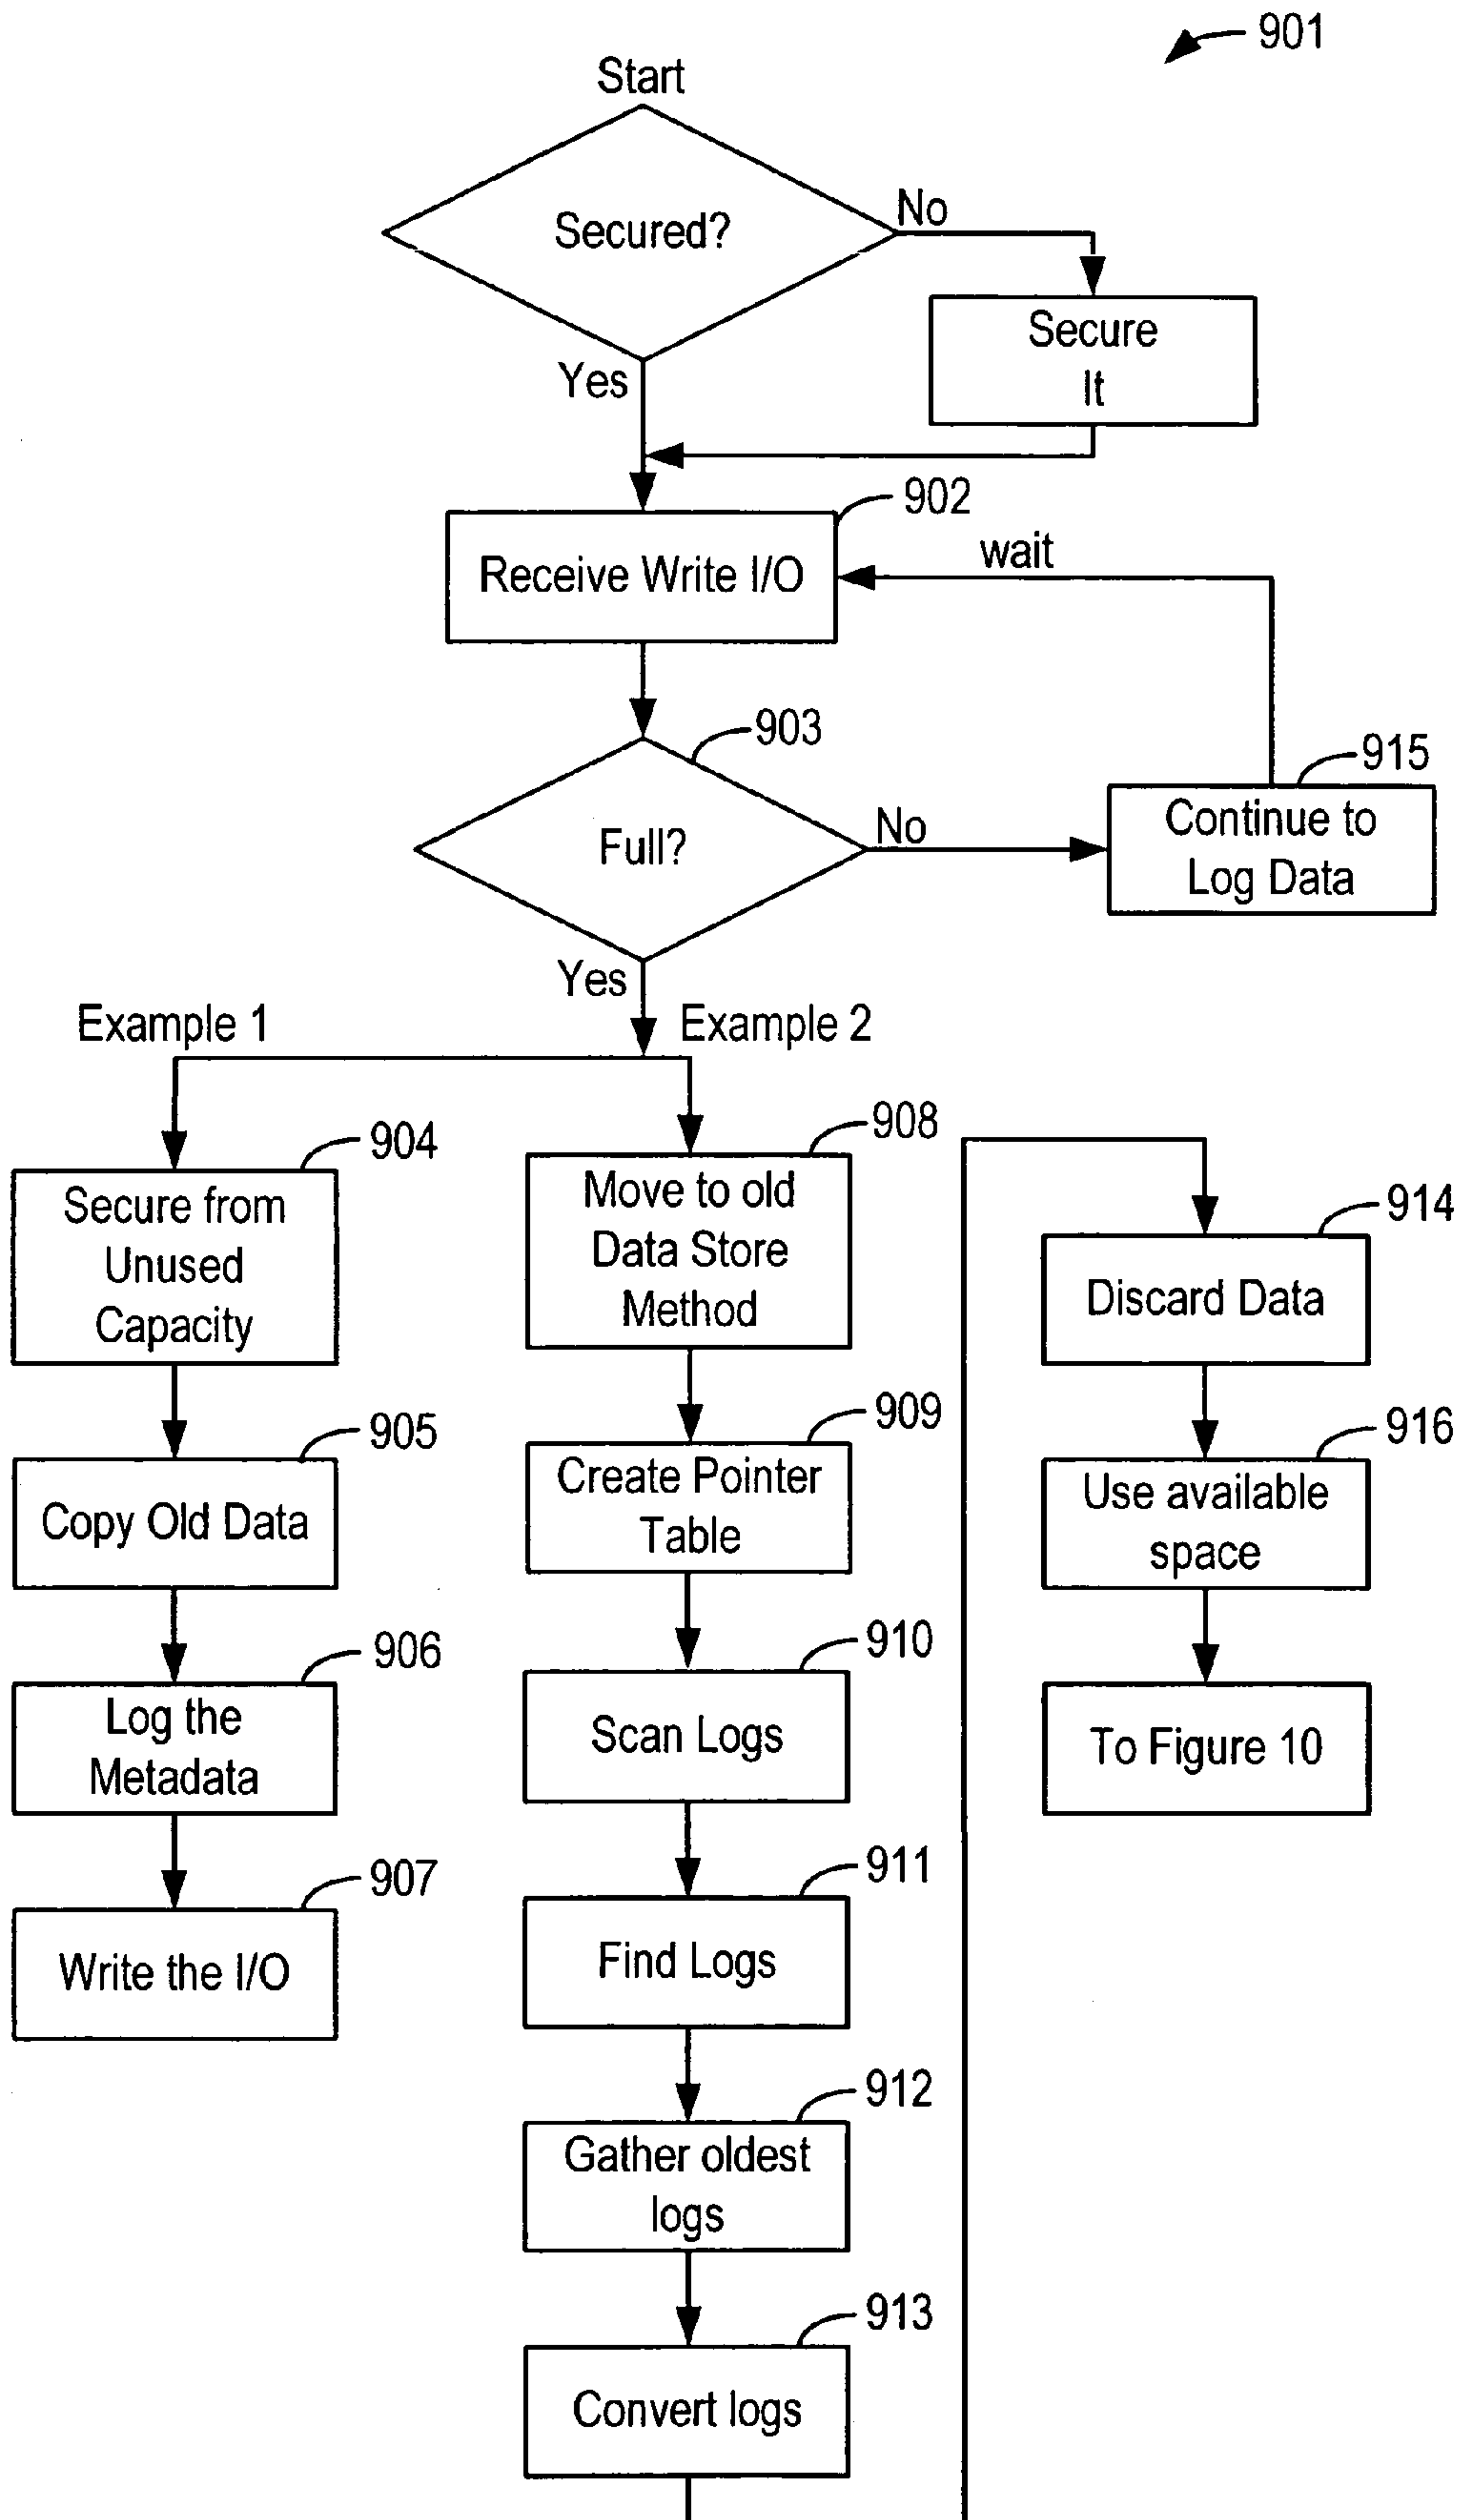 901
Start
Secured?
No
Secure
It
Yes
902
Receive Write I/O
wait
903
Full?
No
915
Continue to
Log Data
Yes
Example 1
Example 2
904
Secure from
Unused
Capacity
905
Copy Old Data
906
Log the
Metadata
907
Write the I/O
908
Move to old
Data Store
Method
909
Create Pointer
Table
910
Scan Logs
911
Find Logs
912
Gather oldest
logs
913
Convert logs
914
Discard Data
916
Use available
space
To Figure 10